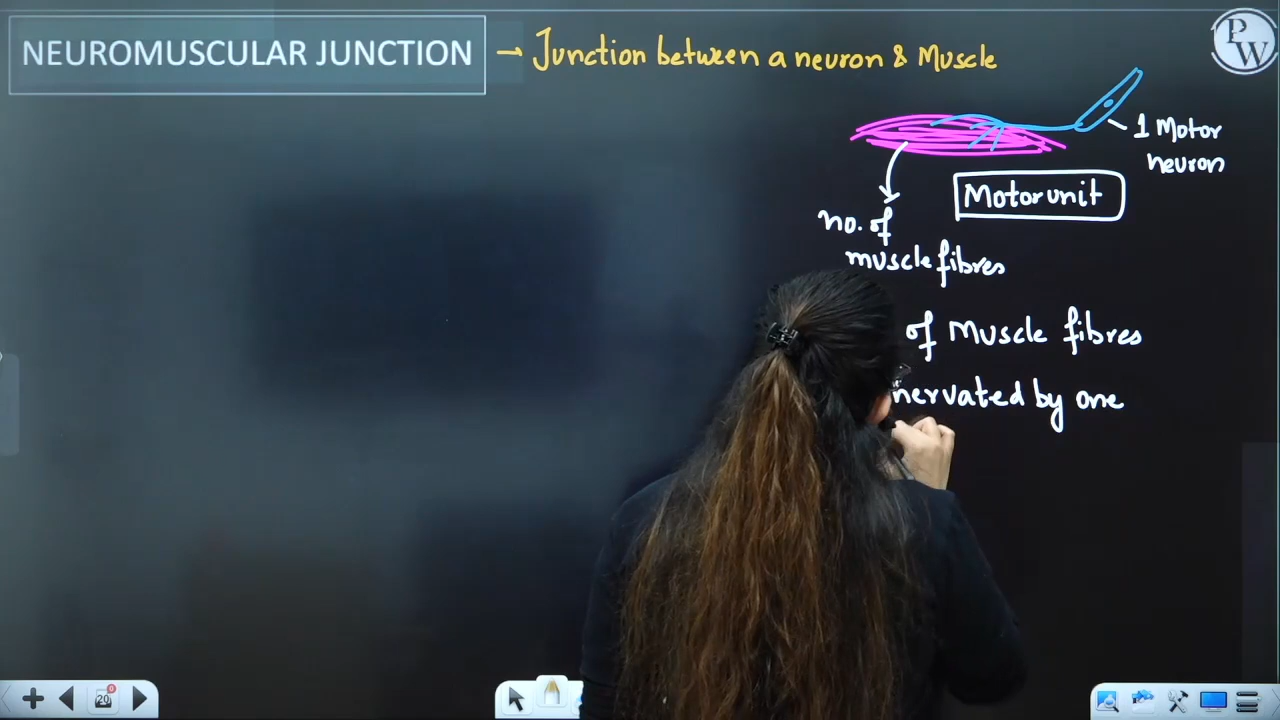 NEUROMUSCULAR JUNCTION → Junction between a neuron & Muscle
PW
1 Motor
neuron
Motor unit
no. of
muscle fibres
of Muscle fibres
nervated by one
20